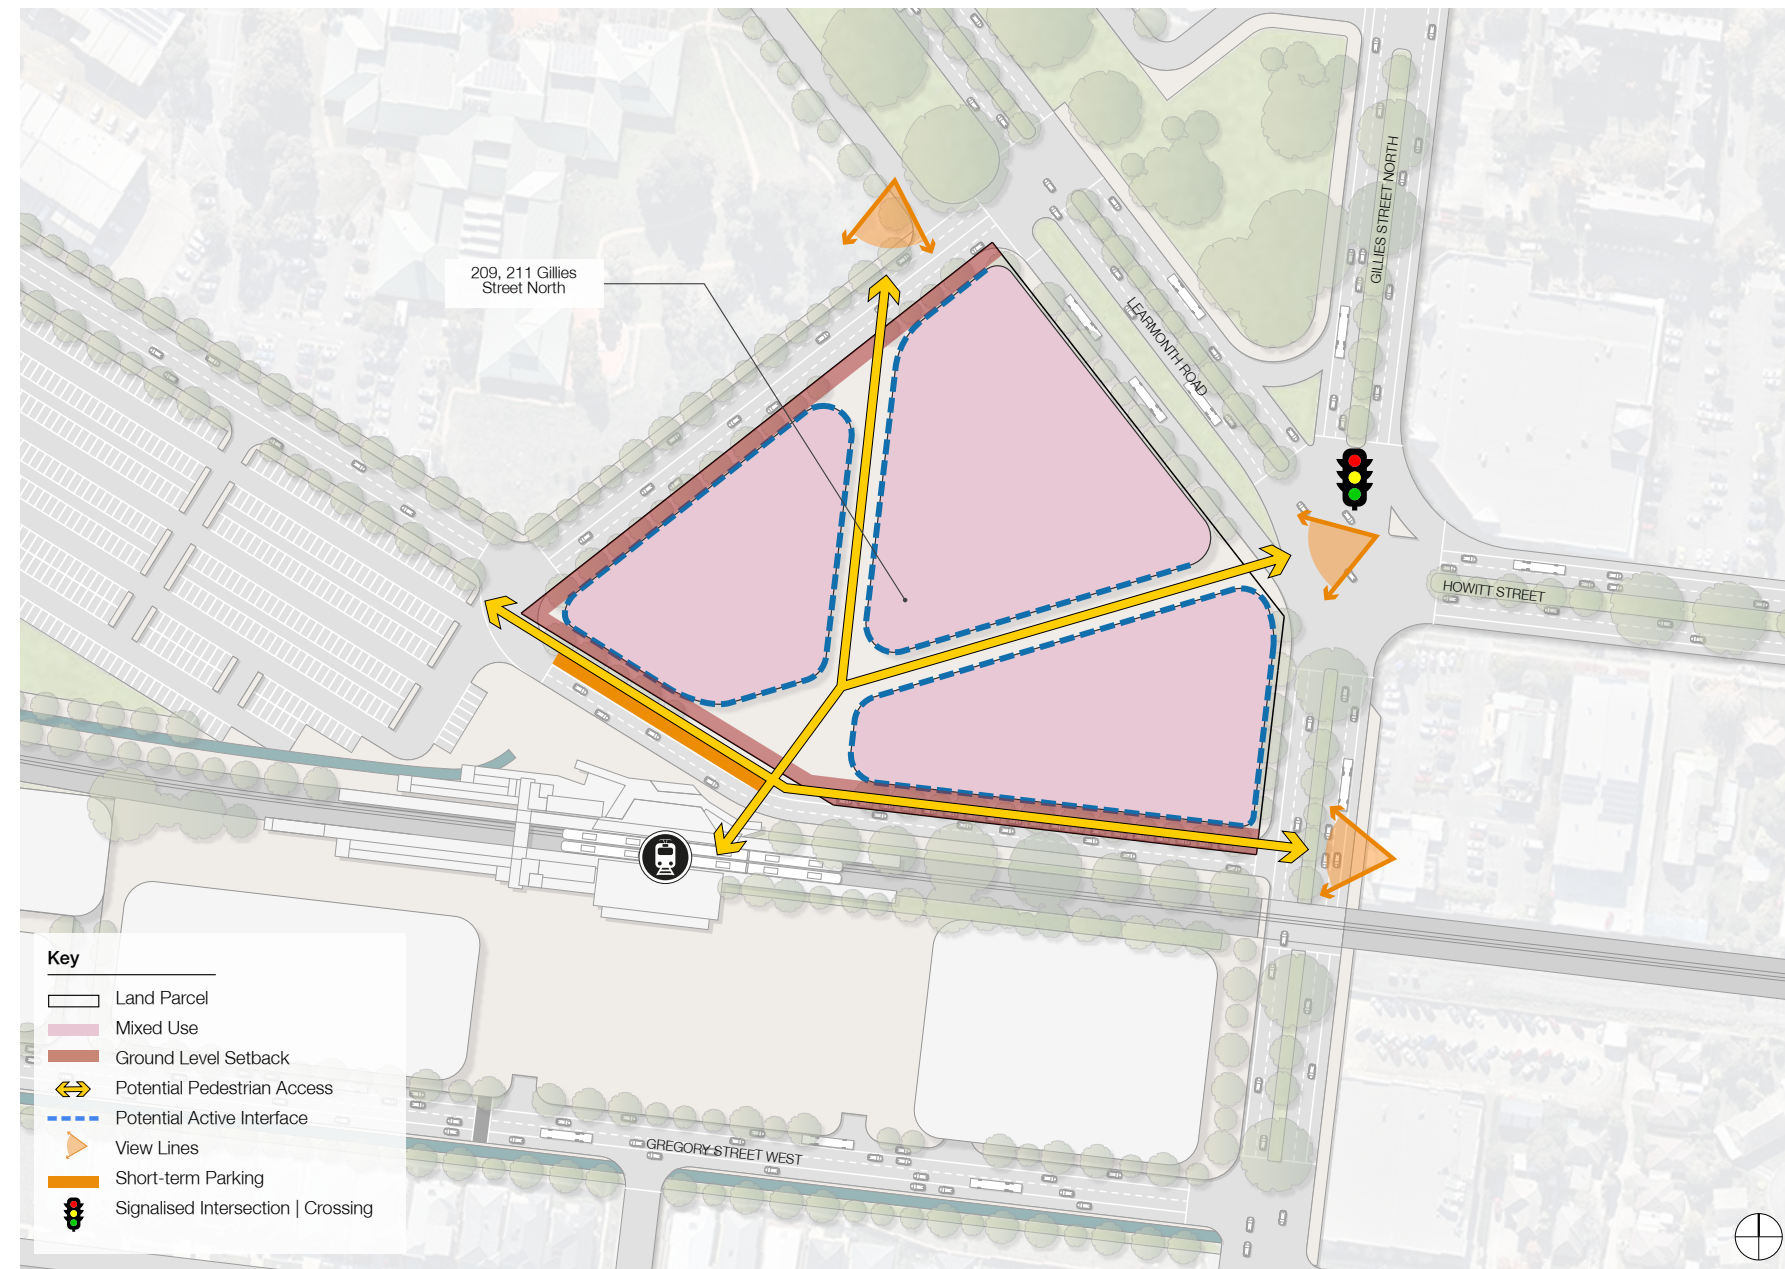 209, 211 Gillies
Street North
GILLIES STREET NORTH
LEARMONTH ROAD
HOWITT STREET
GREGORY STREET WEST
Key
Land Parcel
Mixed Use
Ground Level Setback
Potential Pedestrian Access
Potential Active Interface
View Lines
Short-term Parking
Signalised Intersection | Crossing